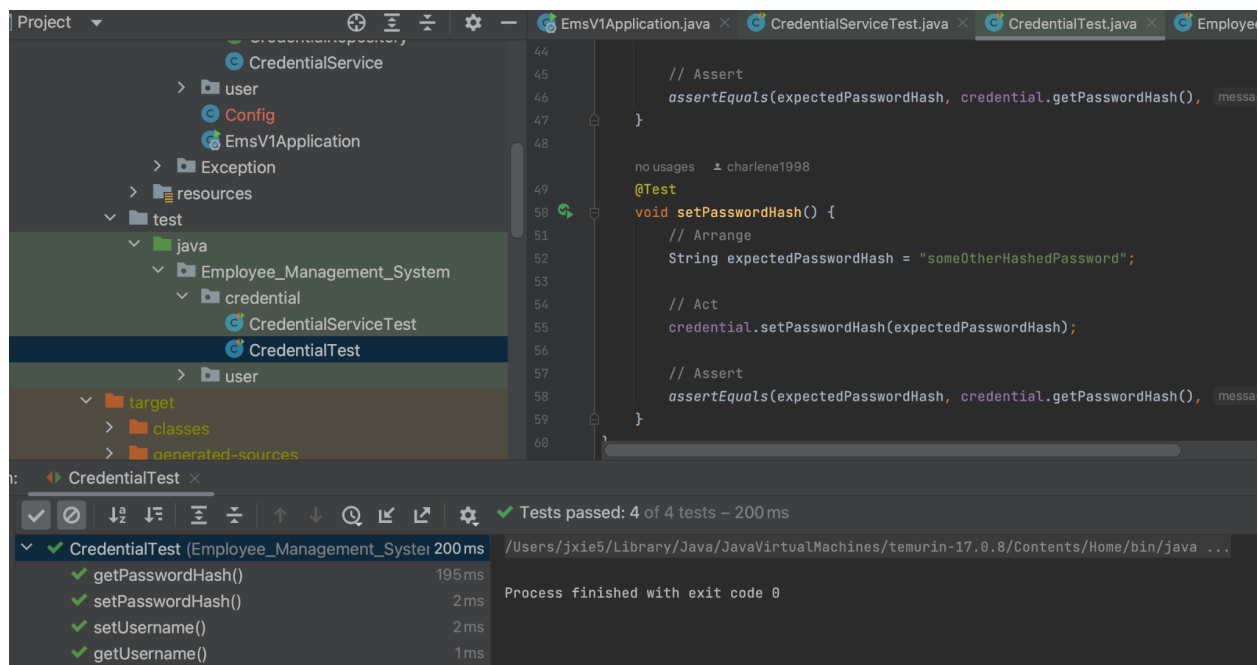 Project
EmsV1Application.java
CredentialServiceTest.java
CredentialTest.java
Employee
CredentialRepository
CredentialService
user
Config
EmsV1Application
Exception
resources
test
java
Employee_Management_System
credential
CredentialServiceTest
CredentialTest
user
target
classes
generated-sources
44
45 // Assert
46 assertEquals(expectedPasswordHash, credential.getPasswordHash(), messa
47 }
48
no usages charlene1998
49 @Test
50 void setPasswordHash() {
51 // Arrange
52 String expectedPasswordHash = "someOtherHashedPassword";
53
54 // Act
55 credential.setPasswordHash(expectedPasswordHash);
56
57 // Assert
58 assertEquals(expectedPasswordHash, credential.getPasswordHash(), messa
59 }
60 }
n: CredentialTest
Tests passed: 4 of 4 tests – 200 ms
CredentialTest (Employee_Management_System 200 ms
getPasswordHash() 195 ms
setPasswordHash() 2 ms
setUsername() 2 ms
getUsername() 1 ms
/Users/jxie5/Library/Java/JavaVirtualMachines/temurin-17.0.8/Contents/Home/bin/java ...
Process finished with exit code 0